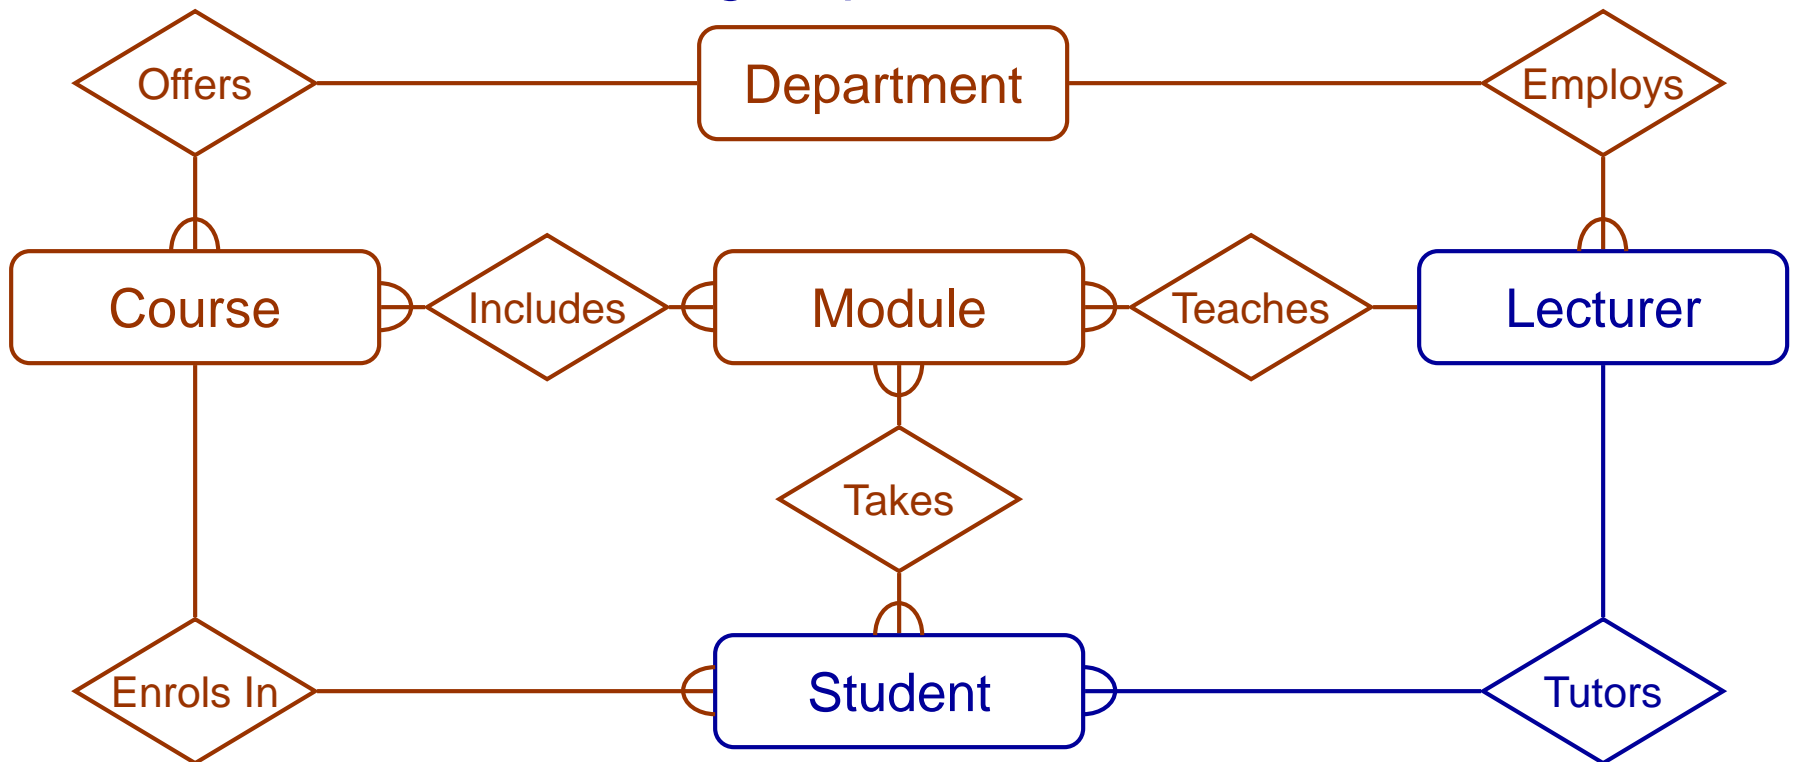 Offers
Department
Employs
Course
Includes
Module
Teaches
Lecturer
Takes
Enrols In
Student
Tutors